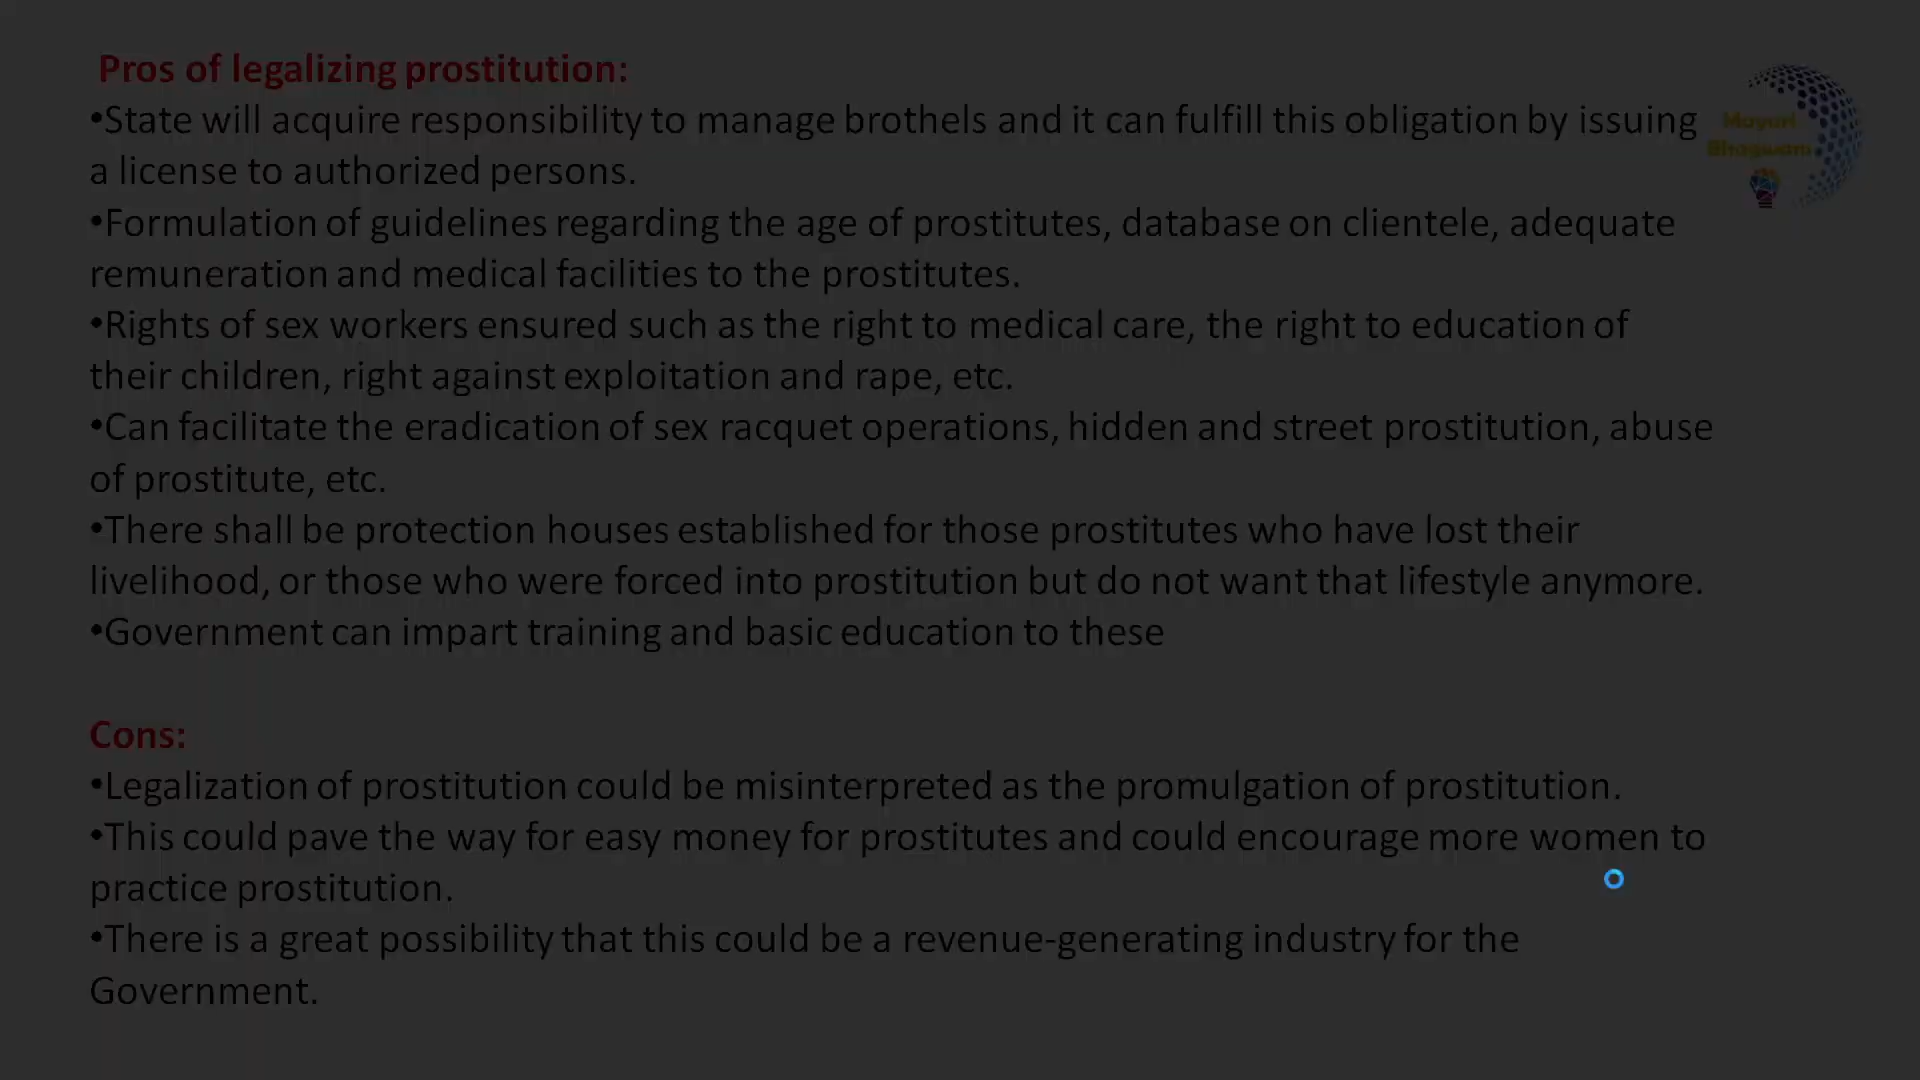 Pros of legalizing prostitution:
•State will acquire responsibility to manage brothels and it can fulfill this obligation by issuing
a license to authorized persons.
•Formulation of guidelines regarding the age of prostitutes, database on clientele, adequate
remuneration and medical facilities to the prostitutes.
•Rights of sex workers ensured such as the right to medical care, the right to education of
their children, right against exploitation and rape, etc.
•Can facilitate the eradication of sex racquet operations, hidden and street prostitution, abuse
of prostitute, etc.
•There shall be protection houses established for those prostitutes who have lost their
livelihood, or those who were forced into prostitution but do not want that lifestyle anymore.
•Government can impart training and basic education to these
Cons:
•Legalization of prostitution could be misinterpreted as the promulgation of prostitution.
•This could pave the way for easy money for prostitutes and could encourage more women to
practice prostitution.
•There is a great possibility that this could be a revenue-generating industry for the
Government.
Mayuri
Bhagwani